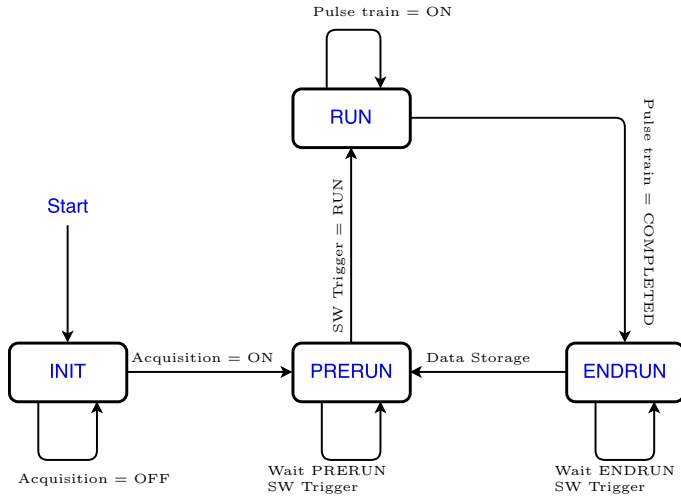 Pulse train = ON
RUN
Pulse train = COMPLETED
SW Trigger = RUN
Start
INIT
Acquisition = ON
PRERUN
Data Storage
ENDRUN
Acquisition = OFF
Wait PRERUN
SW Trigger
Wait ENDRUN
SW Trigger